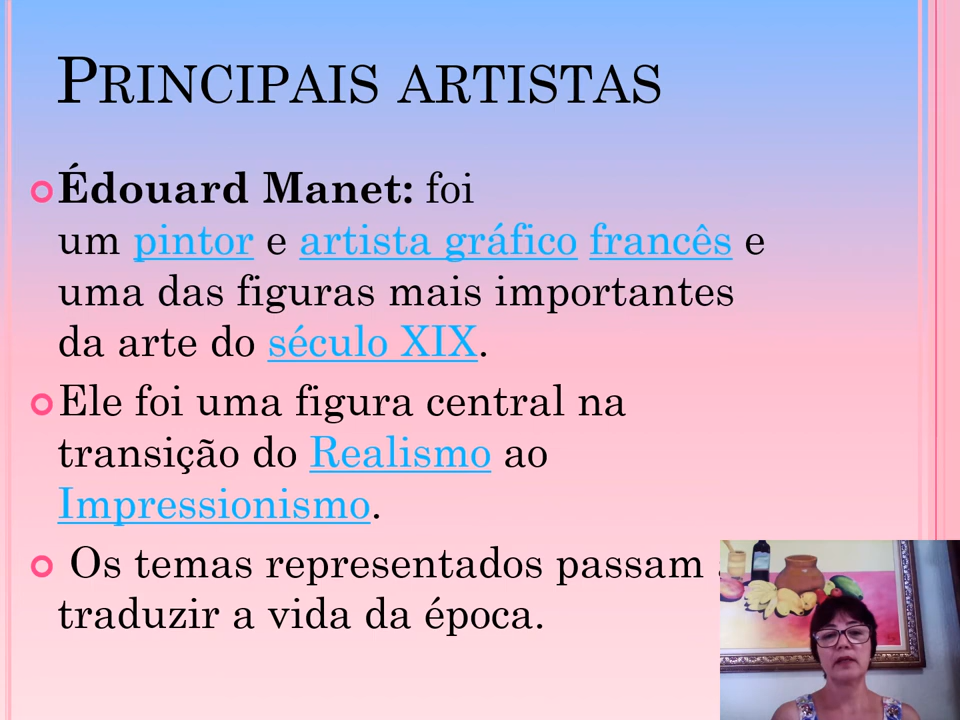 PRINCIPAIS ARTISTAS
Édouard Manet: foi
um pintor e artista gráfico francês e
uma das figuras mais importantes
da arte do século XIX.
Ele foi uma figura central na
transição do Realismo ao
Impressionismo.
Os temas representados passam
traduzir a vida da época.